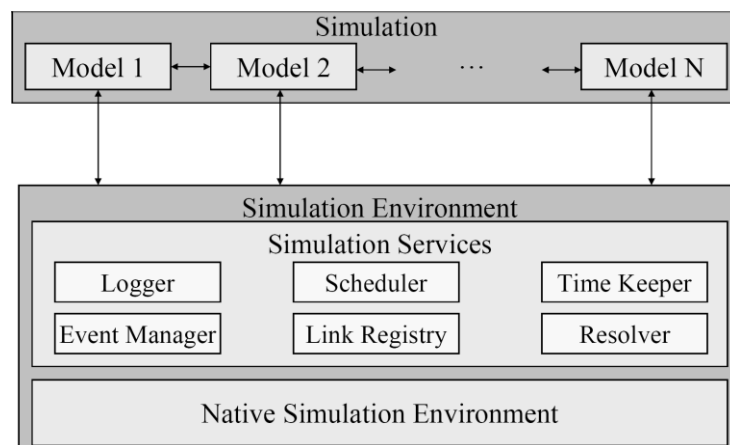 Simulation
Model 1 Model 2 ... Model N
Simulation Environment
Simulation Services
Logger Scheduler Time Keeper
Event Manager Link Registry Resolver
Native Simulation Environment